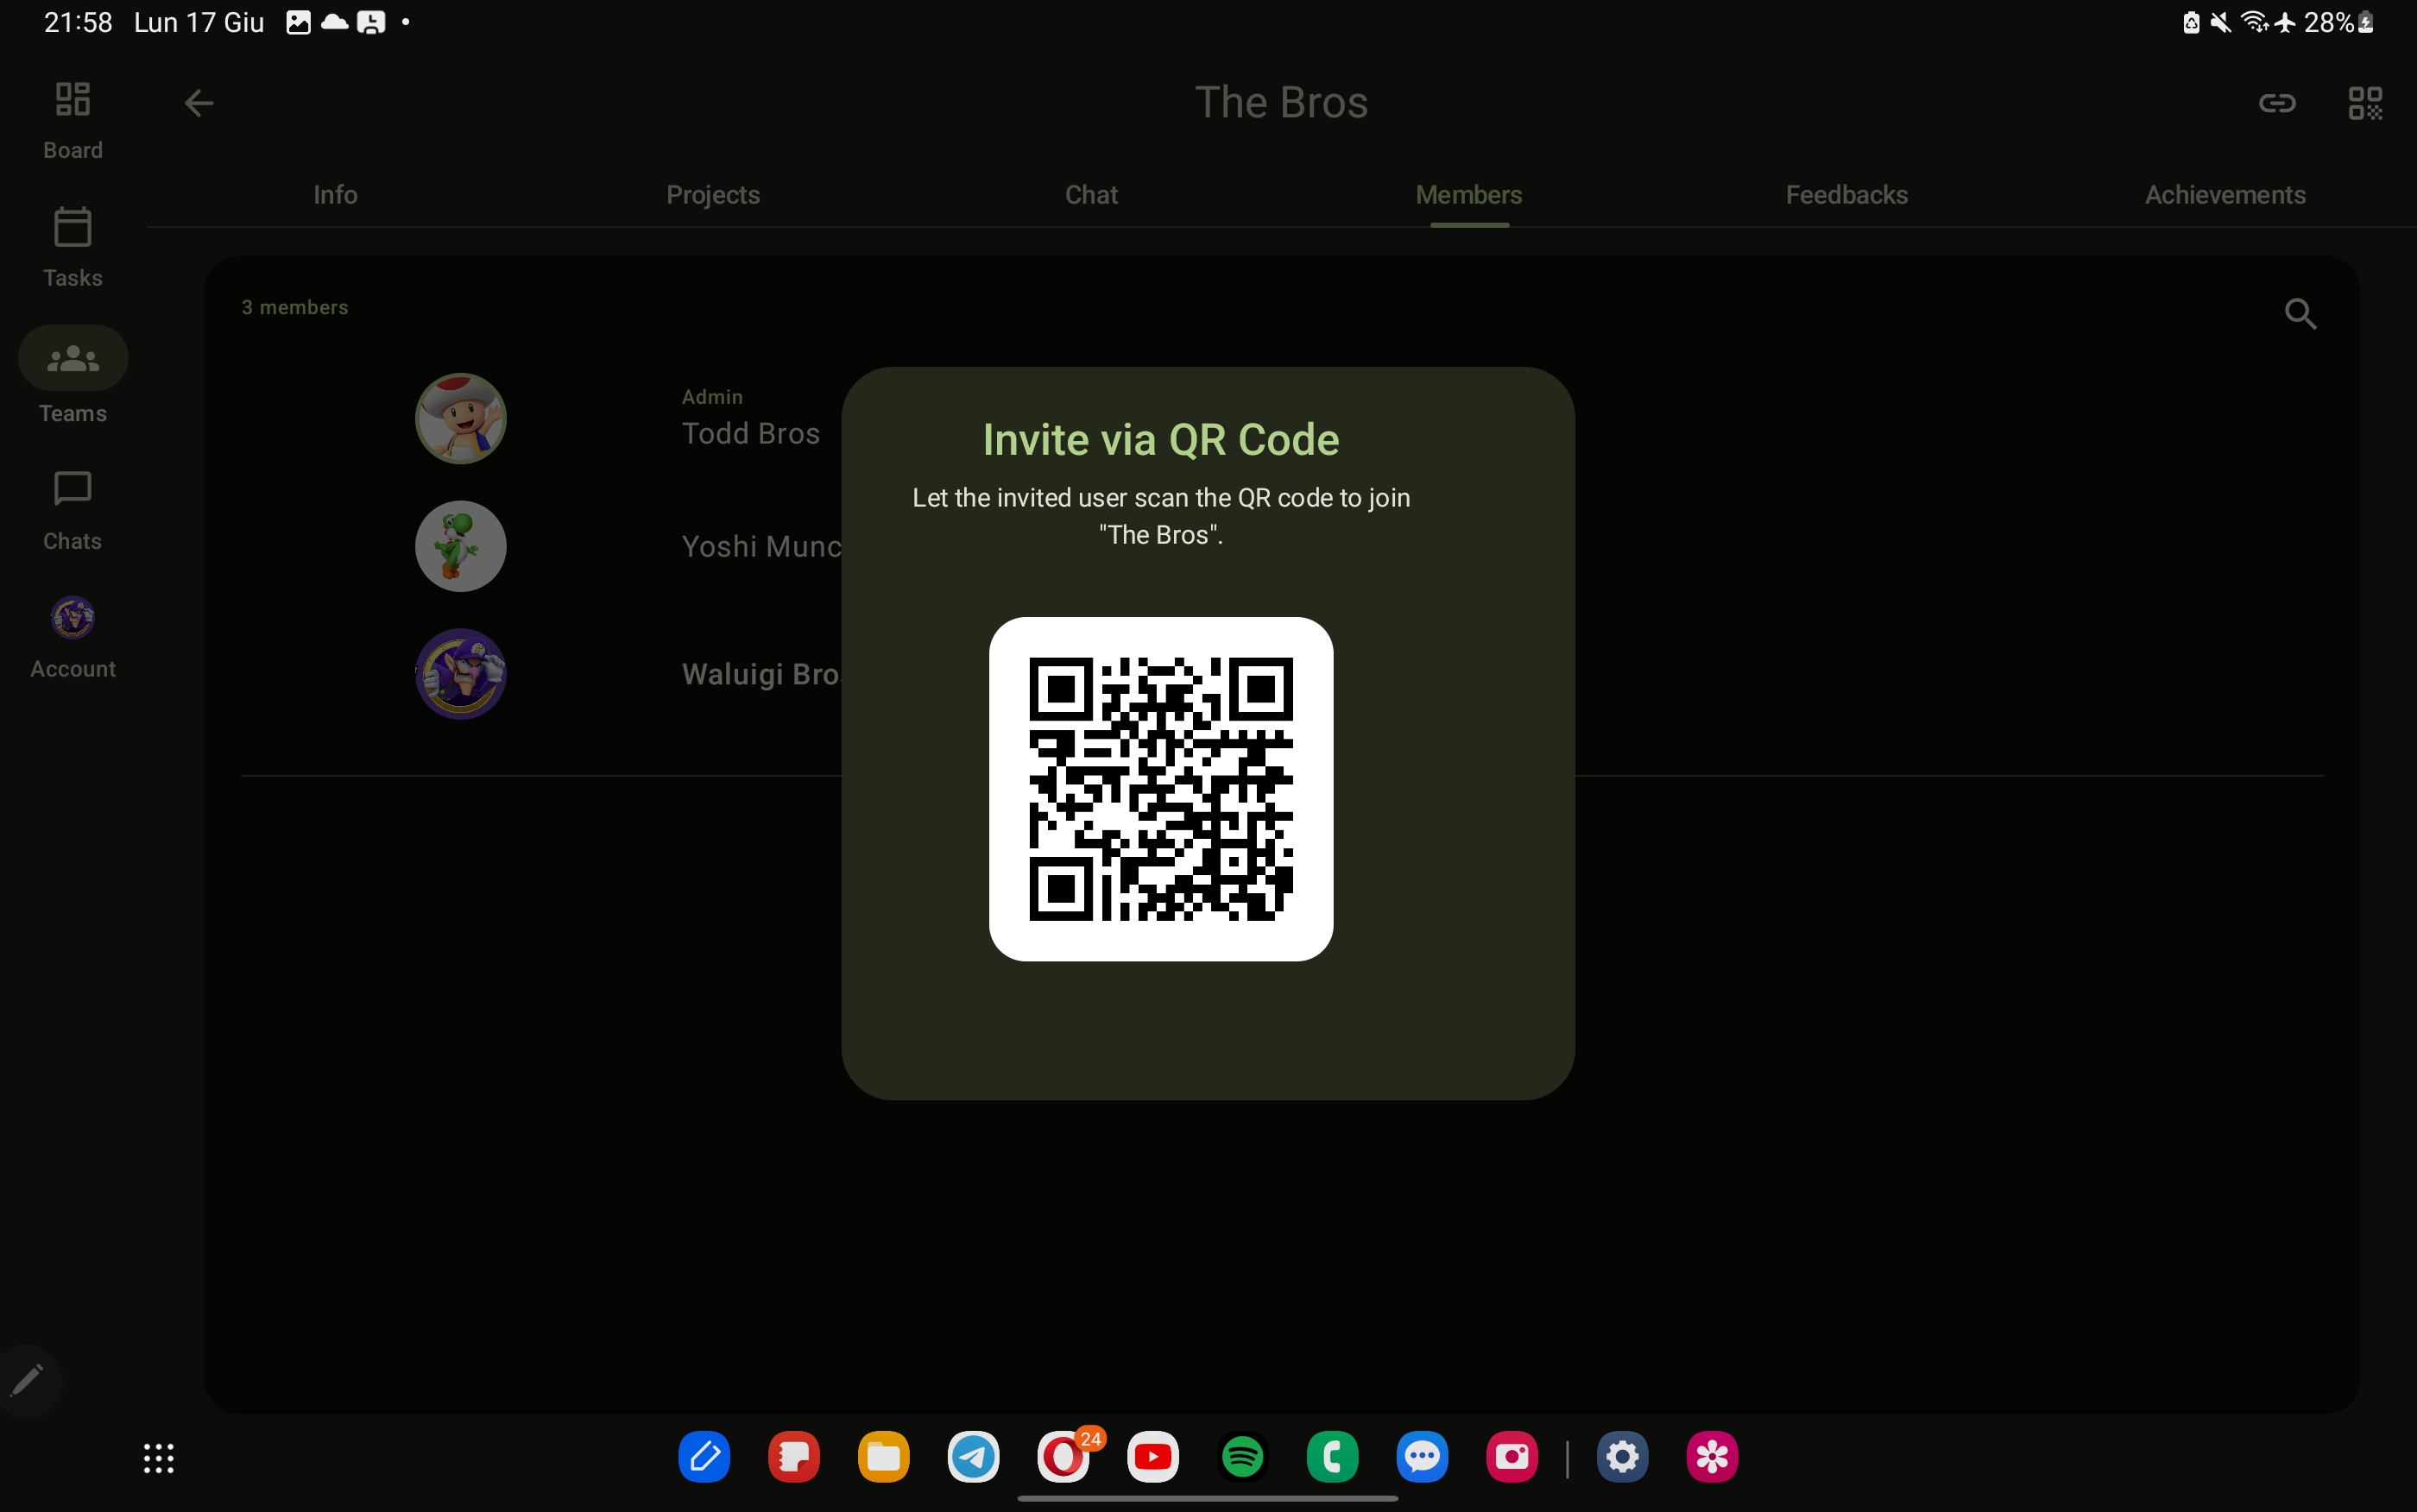 21:58 Lun 17 Giu
28%
The Bros
Board
Tasks
Teams
Chats
Account
Info Projects Chat Members Feedbacks Achievements
3 members
Admin
Todd Bros
Yoshi Munc
Waluigi Bro
Invite via QR Code
Let the invited user scan the QR code to join
"The Bros".
24